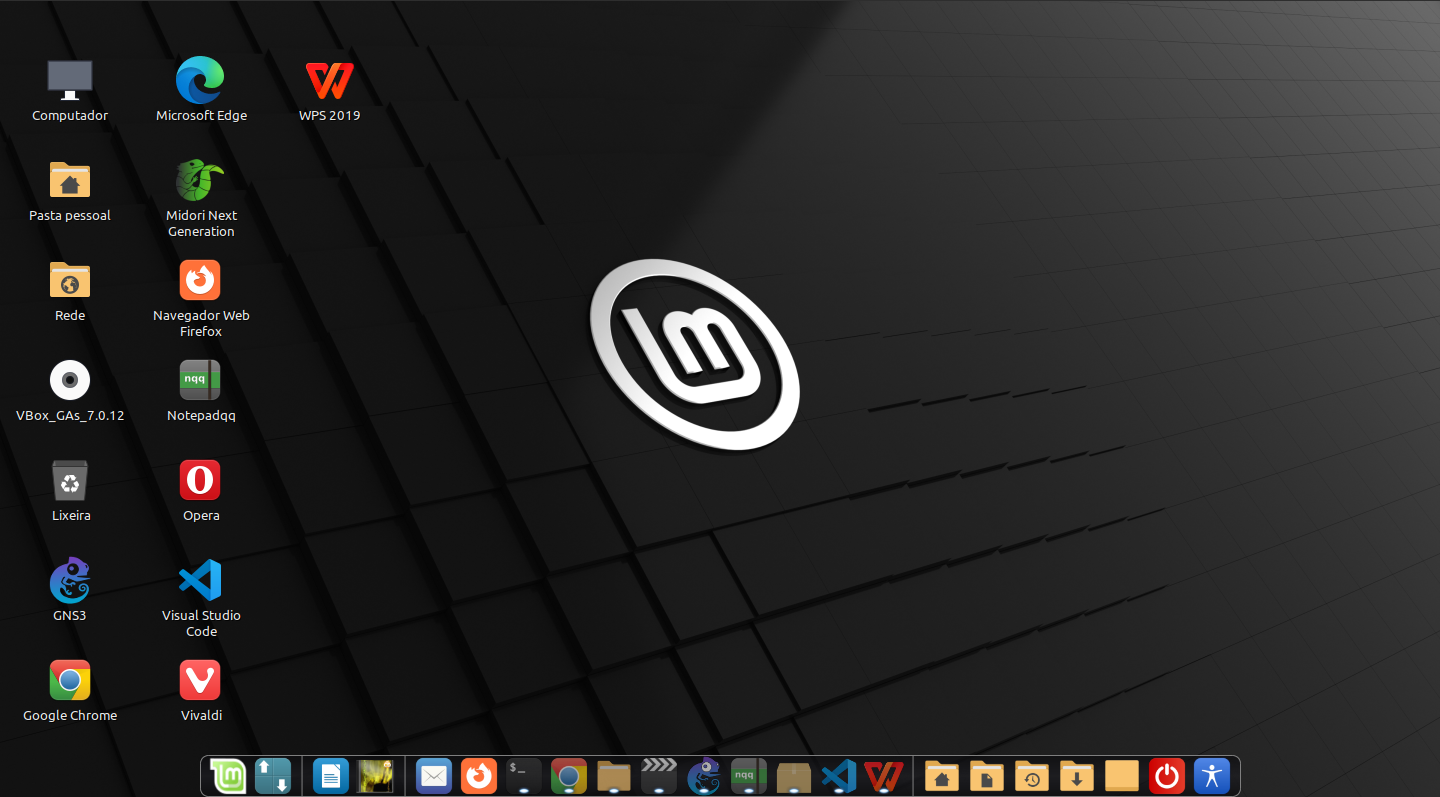 Computador
Microsoft Edge
WPS 2019
Pasta pessoal
Midori Next
Generation
Rede
Navegador Web
Firefox
VBox_GAs_7.0.12
nqq
Notepadqq
Lixeira
Opera
GNS3
Visual Studio
Code
Google Chrome
Vivaldi
lm
$_
nqq